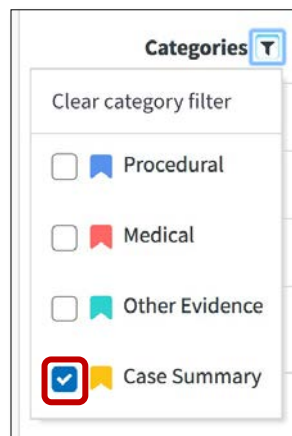 Categories
Clear category filter
Procedural
Medical
Other Evidence
Case Summary